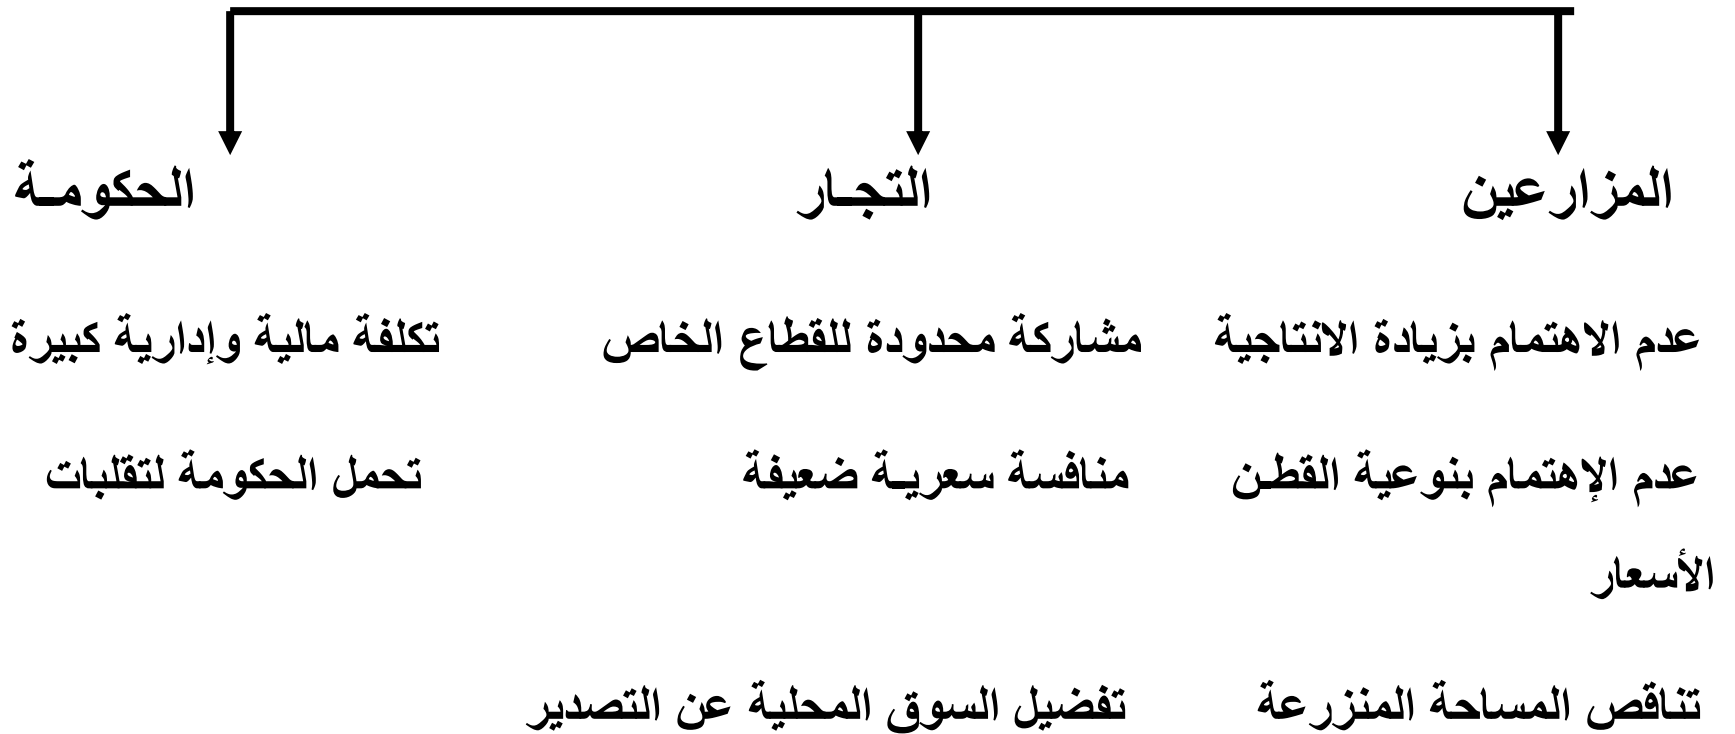 المزارعين التجـار الحكومـة
عدم الاهتمام بزيادة الانتاجية مشاركة محدودة للقطاع الخاص تكلفة مالية وإدارية كبيرة
عدم الإهتمام بنوعية القطـن منافسة سعريـة ضعيفة تحمل الحكومة لتقلبات
الأسعار
تناقص المساحة المنزرعة تفضيل السوق المحلية عن التصدير